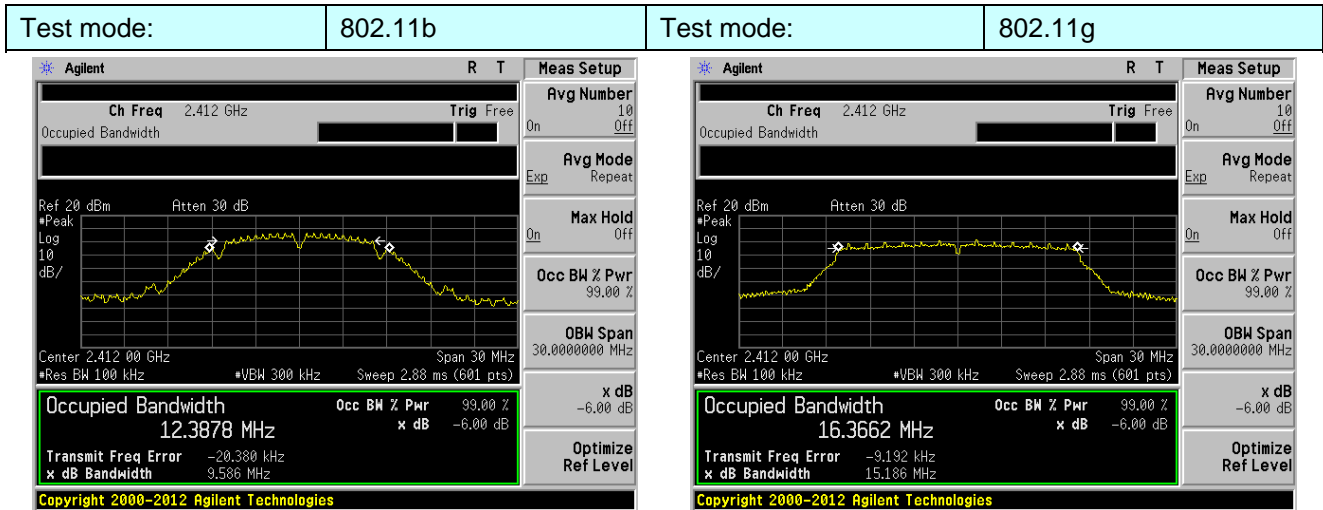 Test mode: 802.11b Test mode: 802.11g
Agilent R T Meas Setup
Ch Freq 2.412 GHz Trig Free
Occupied Bandwidth
Avg Number
10
On Off
Avg Mode
Exp Repeat
Ref 20 dBm Atten 30 dB
#Peak
Log
10
dB/
Max Hold
On Off
Occ BW % Pwr
99.00 %
OBW Span
30.0000000 MHz
Center 2.412 00 GHz Span 30 MHz
#Res BW 100 kHz #VBW 300 kHz Sweep 2.88 ms (601 pts)
x dB
-6.00 dB
Occupied Bandwidth Occ BW % Pwr 99.00 %
12.3878 MHz x dB -6.00 dB
Transmit Freq Error -20.380 kHz
x dB Bandwidth 9.586 MHz
Optimize
Ref Level
Copyright 2000-2012 Agilent Technologies
Agilent R T Meas Setup
Ch Freq 2.412 GHz Trig Free
Occupied Bandwidth
Avg Number
10
On Off
Avg Mode
Exp Repeat
Ref 20 dBm Atten 30 dB
#Peak
Log
10
dB/
Max Hold
On Off
Occ BW % Pwr
99.00 %
OBW Span
30.0000000 MHz
Center 2.412 00 GHz Span 30 MHz
#Res BW 100 kHz #VBW 300 kHz Sweep 2.88 ms (601 pts)
x dB
-6.00 dB
Occupied Bandwidth Occ BW % Pwr 99.00 %
16.3662 MHz x dB -6.00 dB
Transmit Freq Error -9.192 kHz
x dB Bandwidth 15.186 MHz
Optimize
Ref Level
Copyright 2000-2012 Agilent Technologies